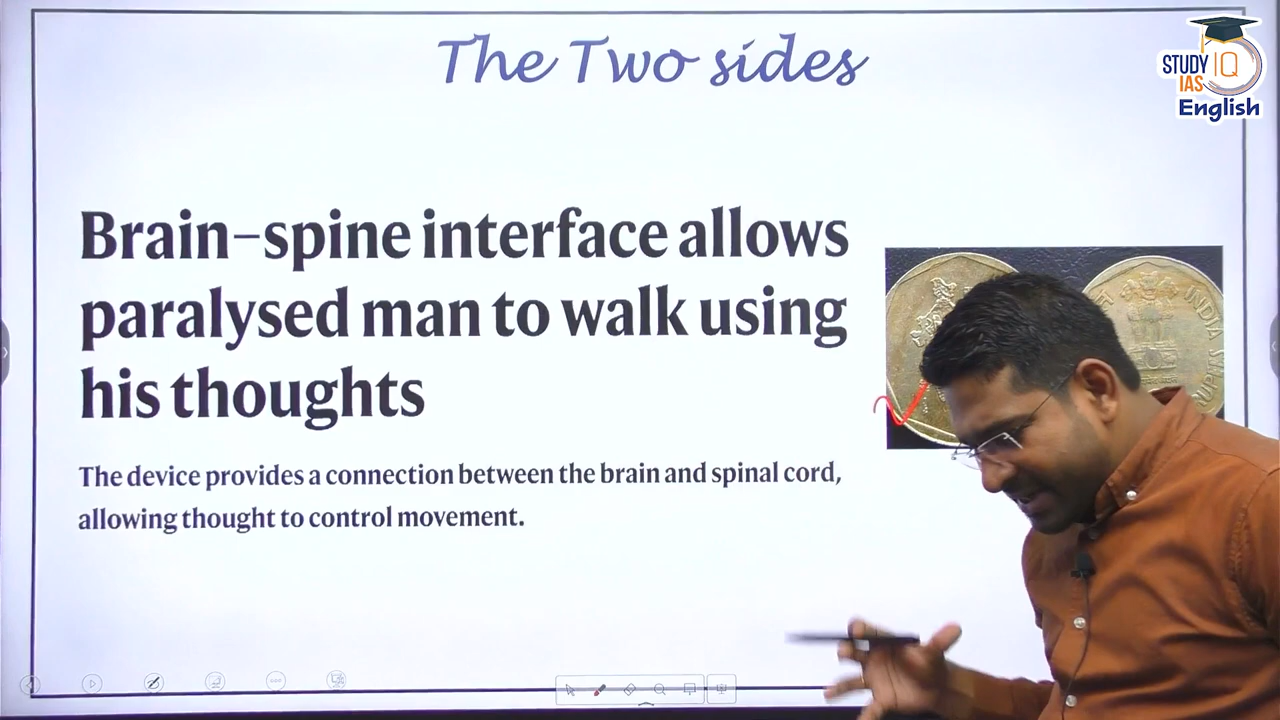 The Two sides
STUDY IQ
IAS
English
Brain–spine interface allows
paralysed man to walk using
his thoughts
The device provides a connection between the brain and spinal cord,
allowing thought to control movement.
INDIA